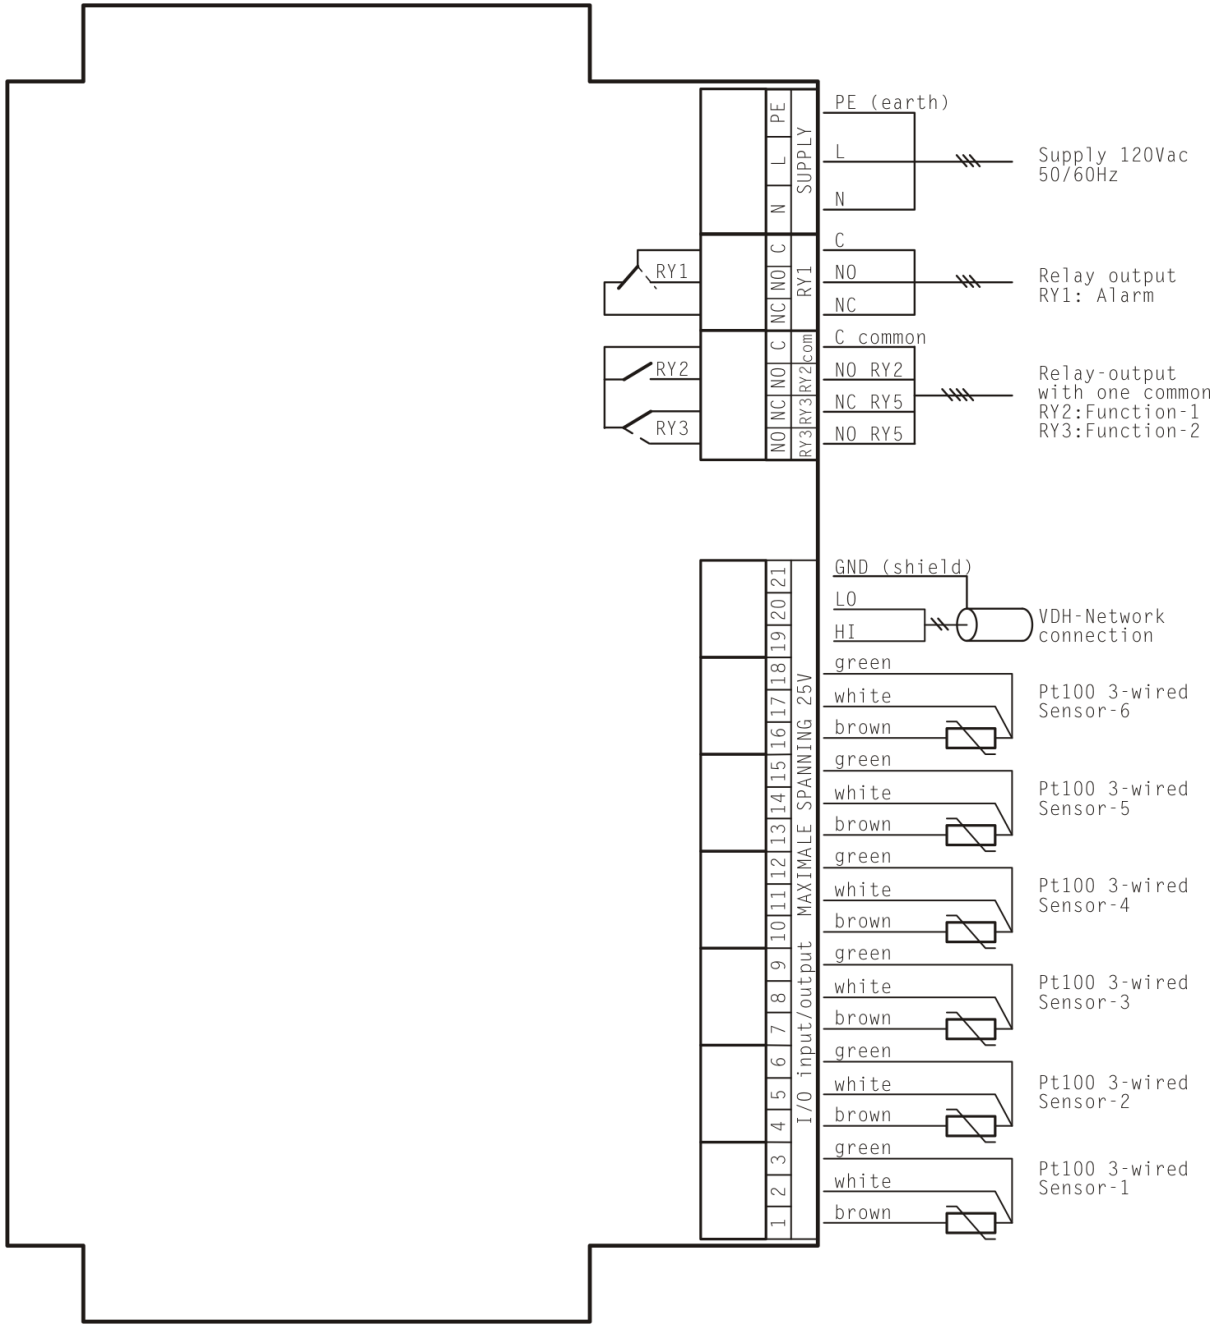 PE
L
N
SUPPLY
PE (earth)
L
N
Supply 120Vac
50/60Hz
RY1
C
NO
NC
RY1
C
NO
NC
Relay output
RY1: Alarm
RY2
RY3
C
NO
NC
NO
com
RY2
RY3
RY3
C common
NO RY2
NC RY5
NO RY5
Relay-output
with one common
RY2:Function-1
RY3:Function-2
21
20
19
18
17
16
15
14
13
12
11
10
9
8
7
6
5
4
3
2
1
I/O input/output MAXIMALE SPANNING 25V
GND (shield)
LO
HI
VDH-Network
connection
green
white
brown
Pt100 3-wired
Sensor-6
green
white
brown
Pt100 3-wired
Sensor-5
green
white
brown
Pt100 3-wired
Sensor-4
green
white
brown
Pt100 3-wired
Sensor-3
green
white
brown
Pt100 3-wired
Sensor-2
green
white
brown
Pt100 3-wired
Sensor-1